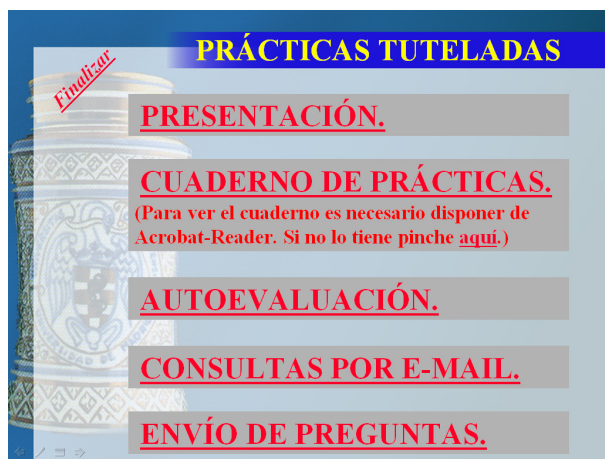 PRÁCTICAS TUTELADAS
Finalizar
PRESENTACIÓN.
CUADERNO DE PRÁCTICAS.
(Para ver el cuaderno es necesario disponer de
Acrobat-Reader. Si no lo tiene pinche aquí.)
AUTOEVALUACIÓN.
CONSULTAS POR E-MAIL.
ENVÍO DE PREGUNTAS.